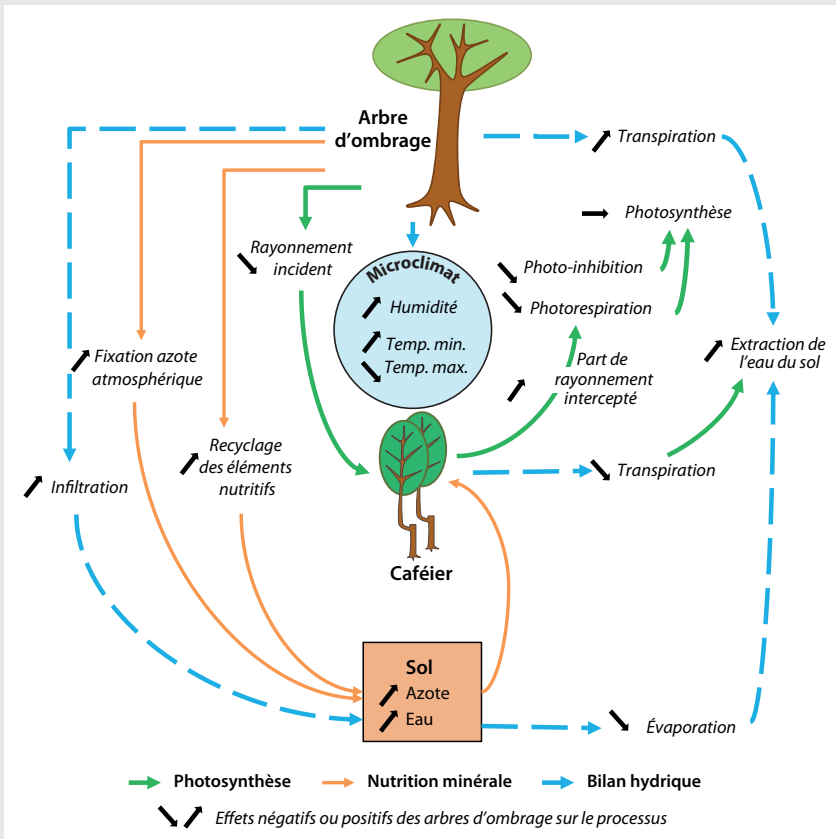 Arbre
d'ombrage
Transpiration
Photosynthèse
Rayonnement
incident
Microclimat
Humidité
Temp. min.
Temp. max.
Photo-inhibition
Photorespiration
Part de
rayonnement
intercepté
Extraction de
l'eau du sol
Fixation azote
atmosphérique
Recyclage
des éléments
nutritifs
Infiltration
Transpiration
Caféier
Sol
Azote
Eau
Évaporation
Photosynthèse
Nutrition minérale
Bilan hydrique
Effets négatifs ou positifs des arbres d'ombrage sur le processus